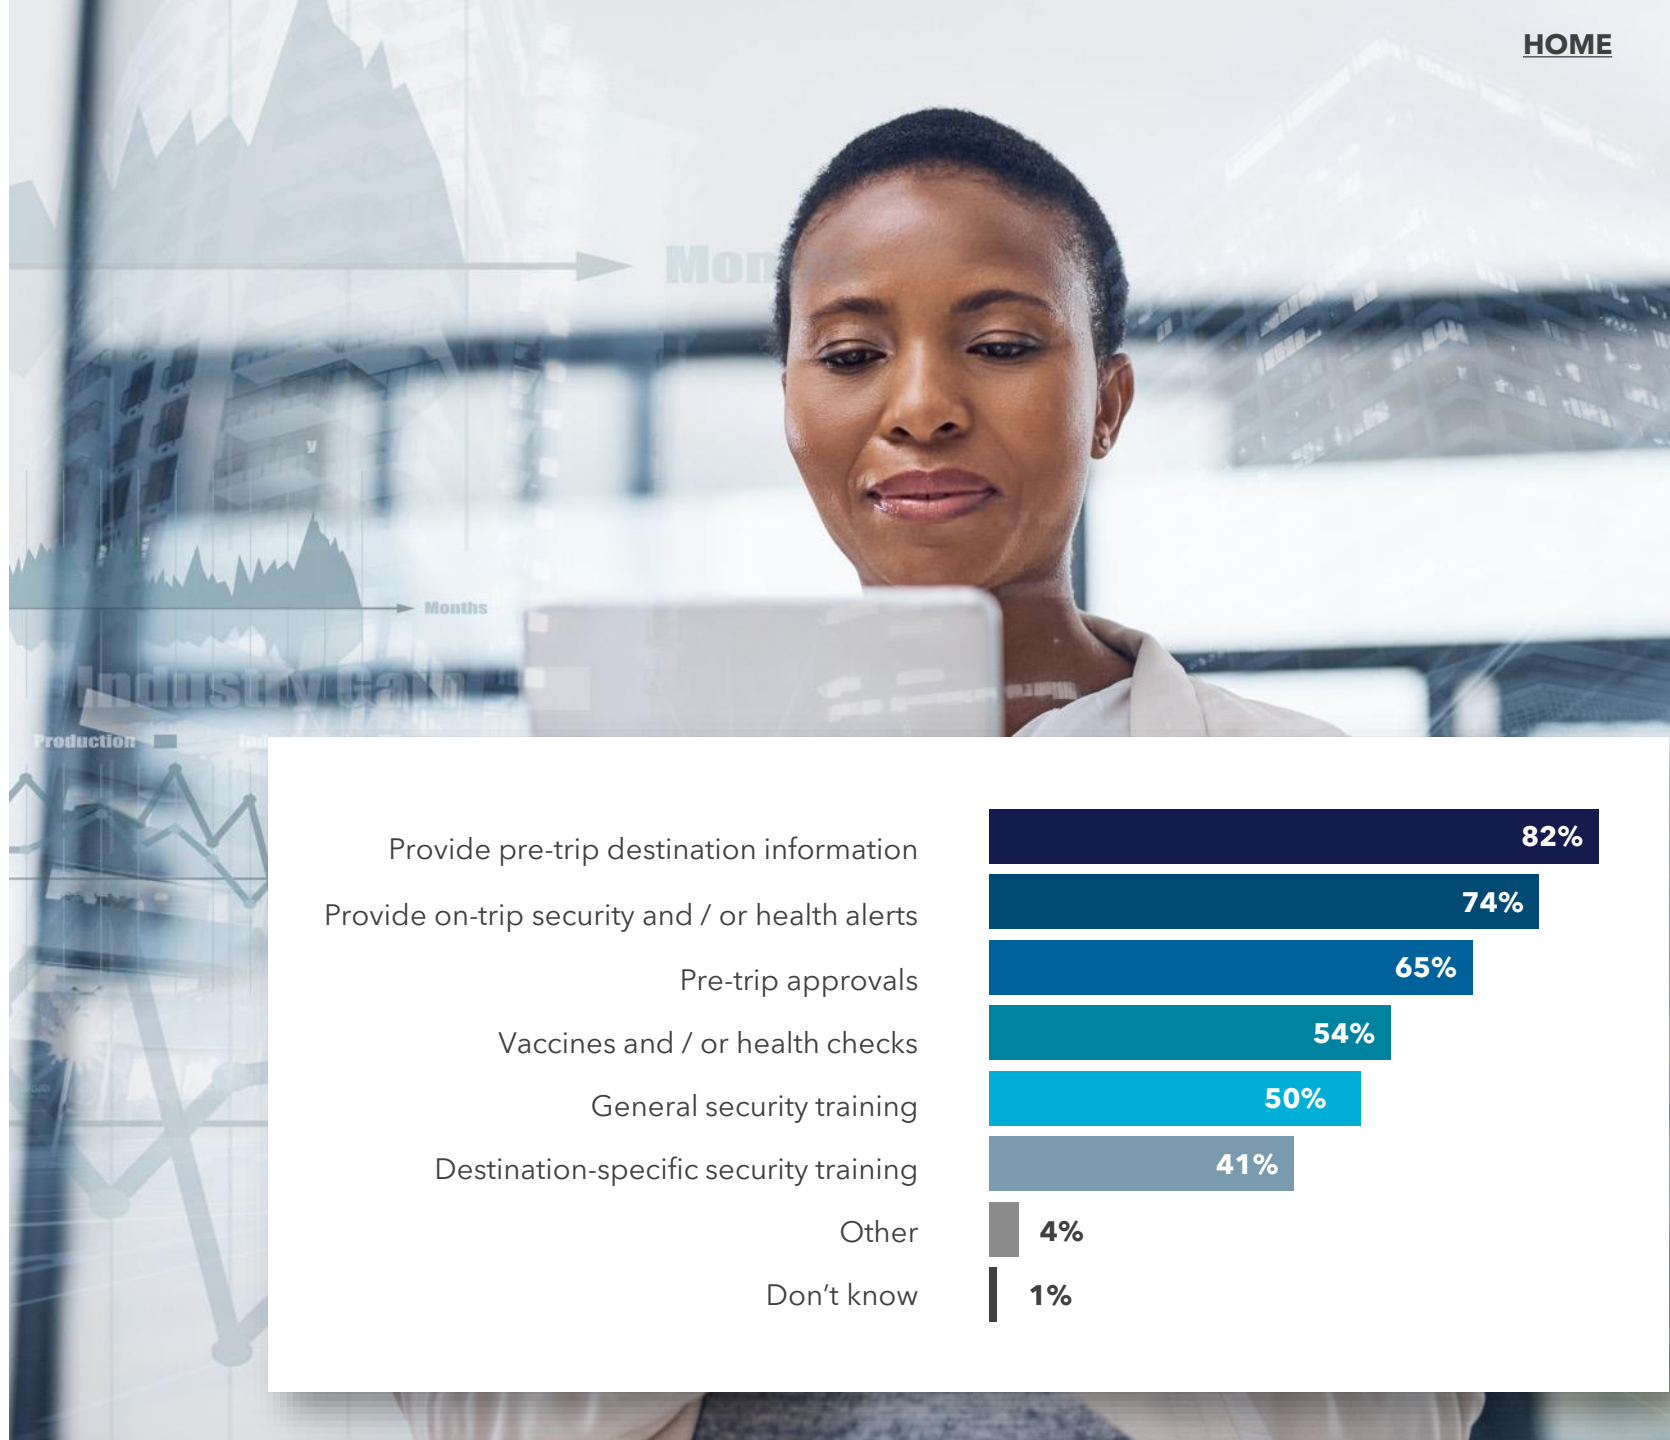 HOME
Months
Industry Gain
Production
Provide pre-trip destination information 82%
Provide on-trip security and / or health alerts 74%
Pre-trip approvals 65%
Vaccines and / or health checks 54%
General security training 50%
Destination-specific security training 41%
Other 4%
Don’t know 1%